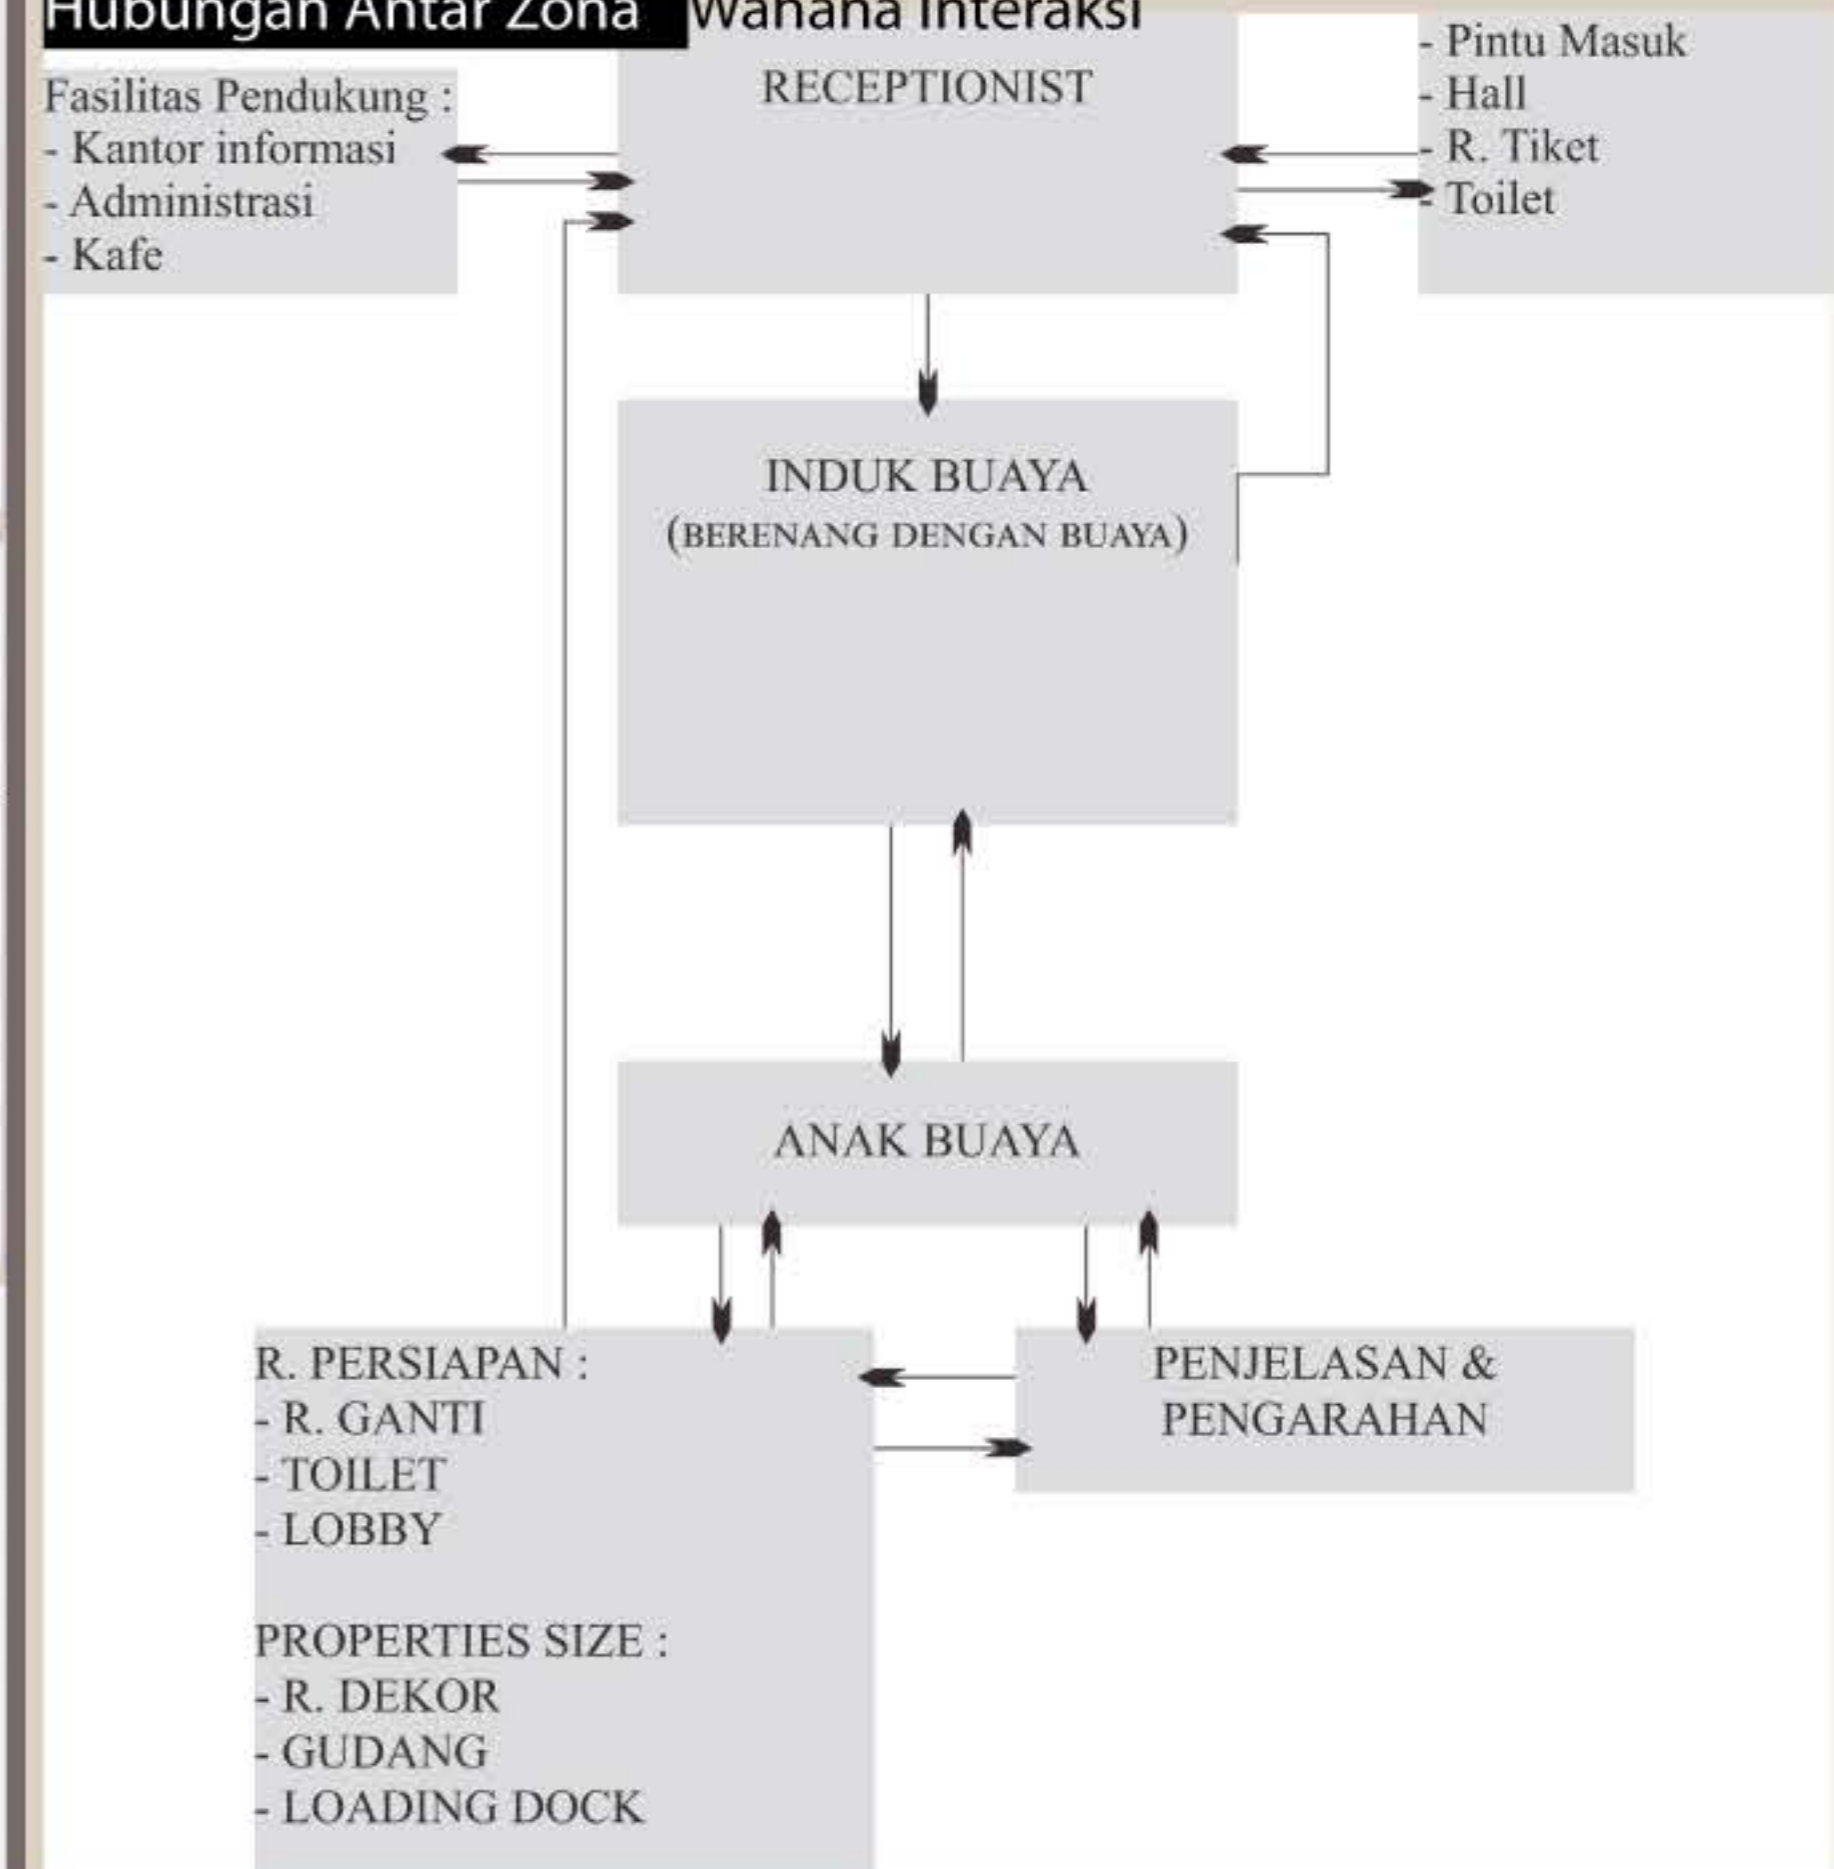 Hubungan Antar Zona Wahana Interaksi
Fasilitas Pendukung :
- Kantor informasi
- Administrasi
- Kafe
RECEPTIONIST
- Pintu Masuk
- Hall
- R. Tiket
- Toilet
INDUK BUAYA
(BERENANG DENGAN BUAYA)
ANAK BUAYA
R. PERSIAPAN :
- R. GANTI
- TOILET
- LOBBY
PROPERTIES SIZE :
- R. DEKOR
- GUDANG
- LOADING DOCK
PENJELASAN &
PENGARAHAN